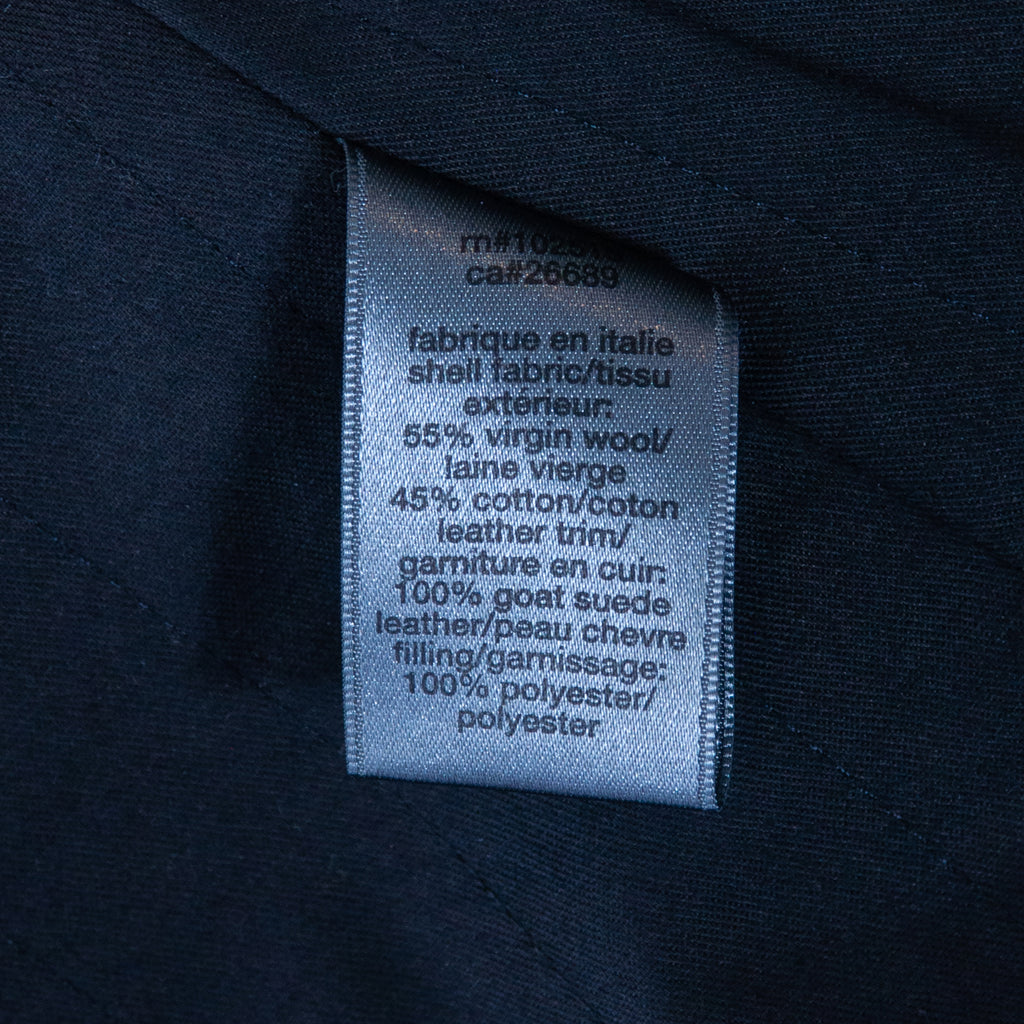 ca#26689
fabrique en italie
shell fabric/tissu
extérieur:
55% virgin wool/
laine vierge
45% cotton/coton
leather trim/
garniture en cuir:
100% goat suede
leather/peau chevre
filling/garnissage:
100% polyester/
polyester